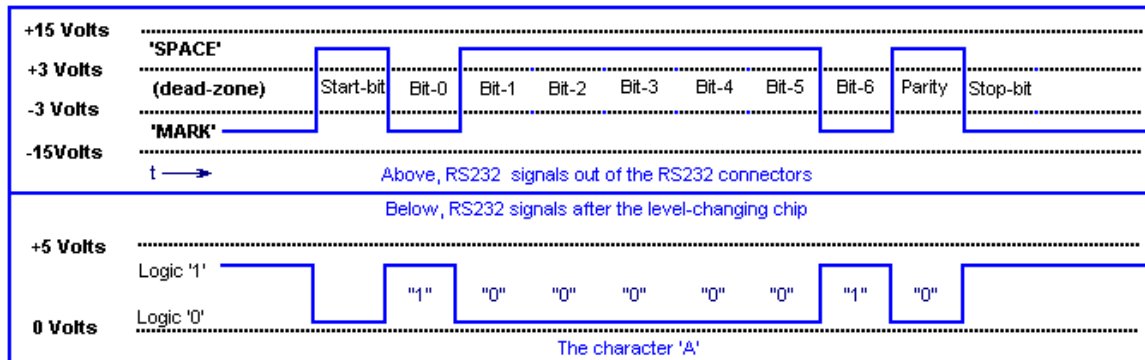 +15 Volts
'SPACE'
+3 Volts
(dead-zone) Start-bit Bit-0 Bit-1 Bit-2 Bit-3 Bit-4 Bit-5 Bit-6 Parity Stop-bit
-3 Volts
'MARK'
-15Volts
t
Above, RS232 signals out of the RS232 connectors
Below, RS232 signals after the level-changing chip
+5 Volts
Logic '1'
"1" "0" "0" "0" "0" "0" "1" "0"
Logic '0'
0 Volts
The character 'A'